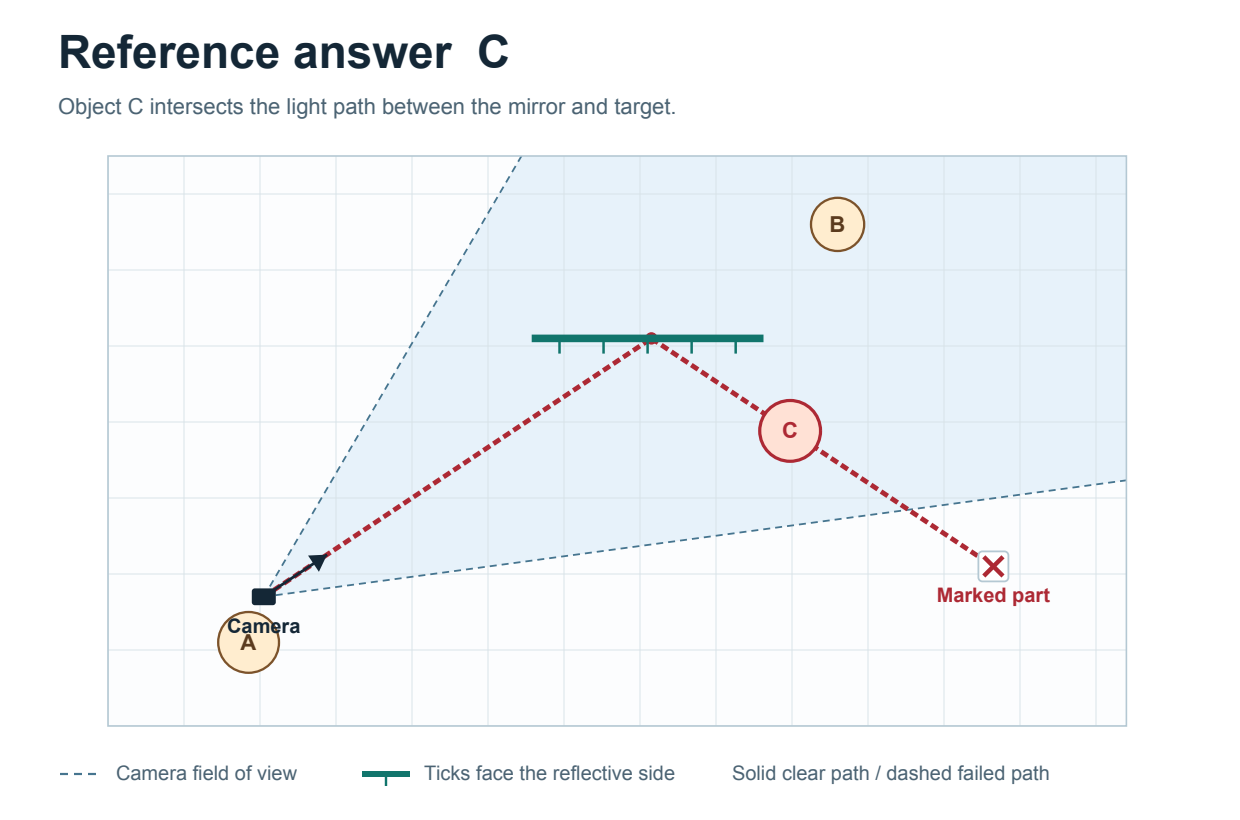 Reference answer  C
Object C intersects the light path between the mirror and target.
B
C
Marked part
Camera
A
Camera field of view
Ticks face the reflective side
Solid clear path / dashed failed path